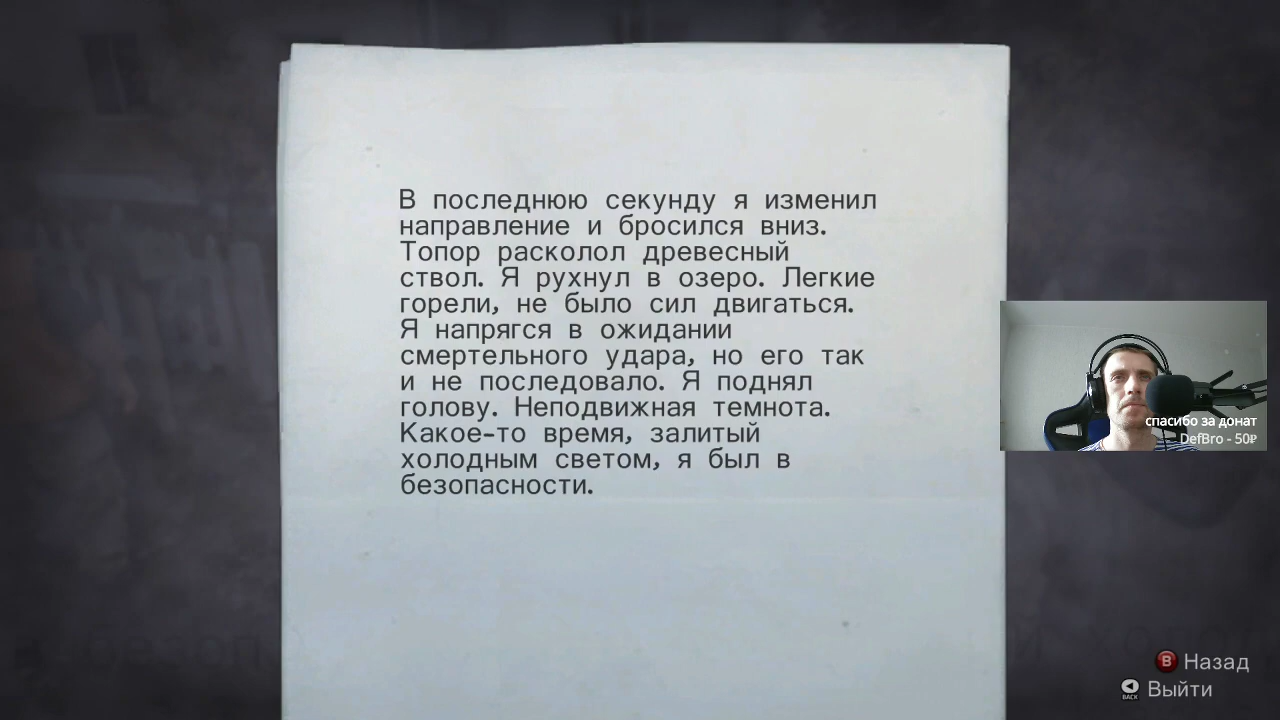 В последнюю секунду я изменил
направление и бросился вниз.
Топор расколол древесный
ствол. Я рухнул в озеро. Легкие
горели, не было сил двигаться.
Я напрягся в ожидании
смертельного удара, но его так
и не последовало. Я поднял
голову. Неподвижная темнота.
Какое-то время, залитый
холодным светом, я был в
безопасности.
спасибо за донат
DefBro - 50₽
B Назад
BACK Выйти